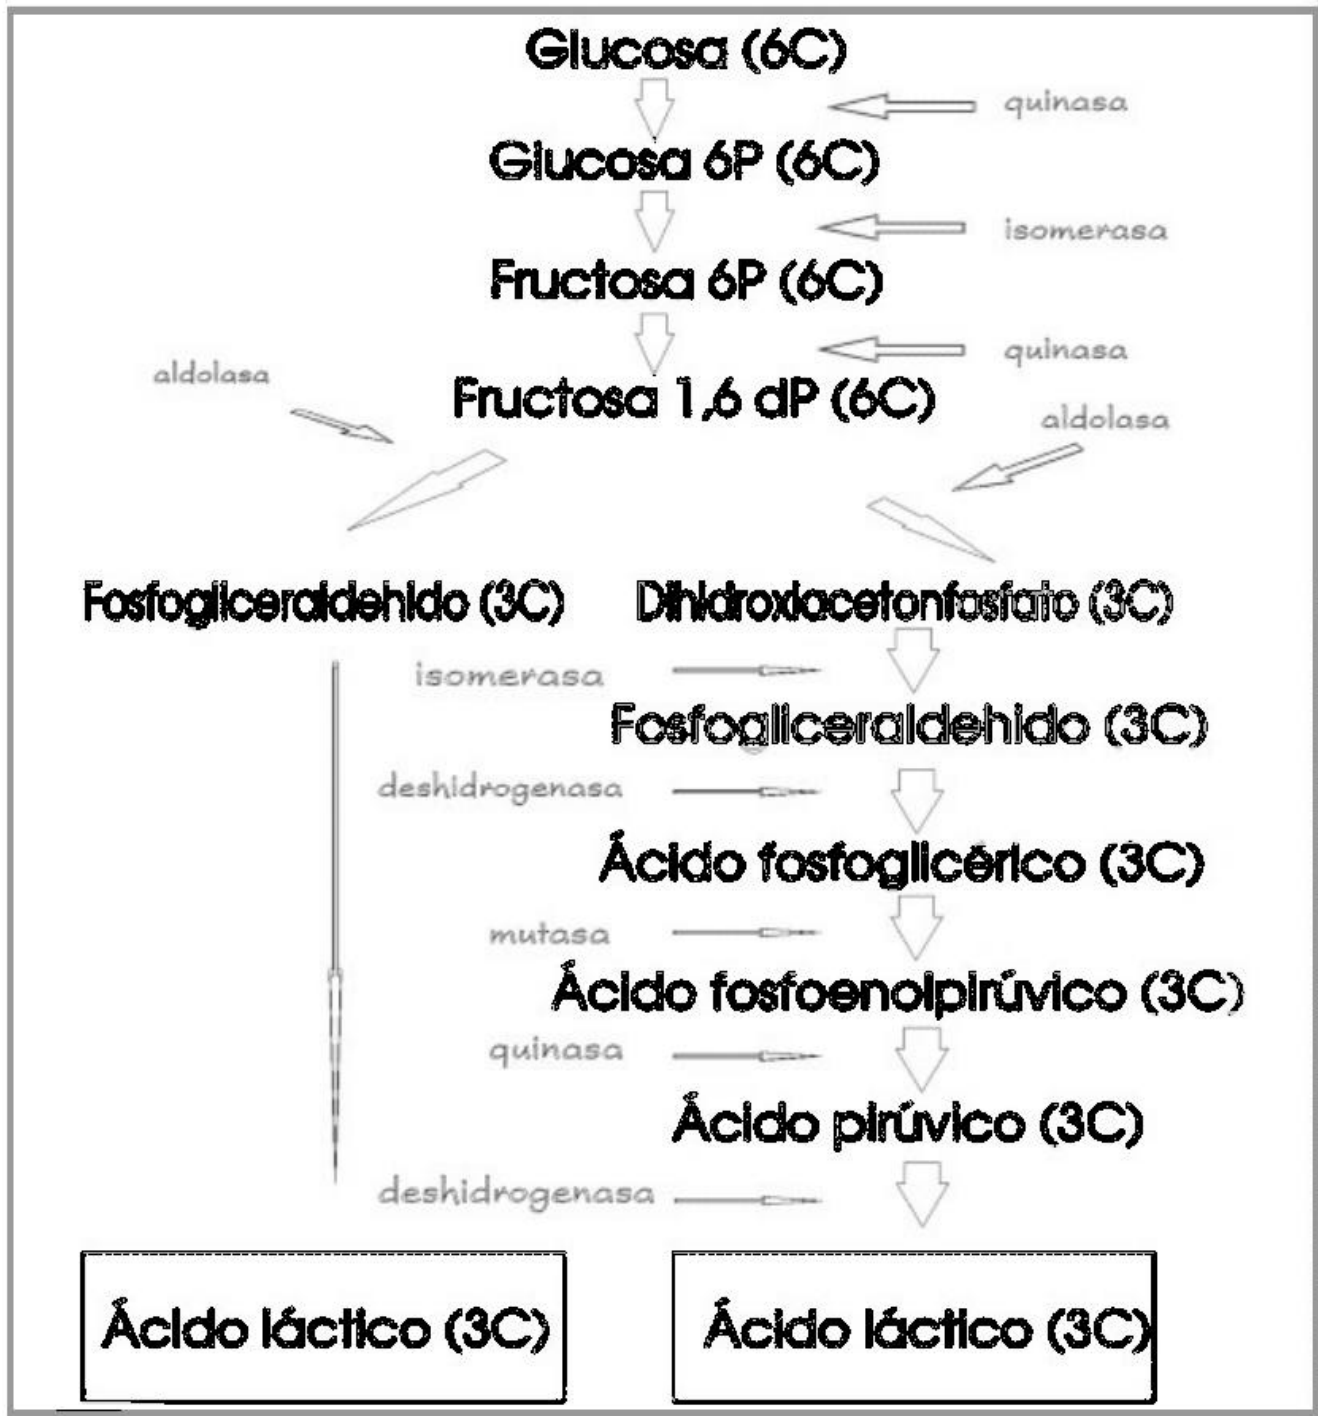 Glucosa (6C)
quinasa
Glucosa 6P (6C)
isomerasa
Fructosa 6P (6C)
quinasa
aldolasa
Fructosa 1,6 dP (6C)
aldolasa
Fosfogliceraldehido (3C)
Dihidroxiacetonfosfato (3C)
isomerasa
Fosfogliceraldehido (3C)
deshidrogenasa
Ácido fosfoglicérico (3C)
mutasa
Ácido fosfoenolpirúvico (3C)
quinasa
Ácido pirúvico (3C)
deshidrogenasa
Ácido láctico (3C)
Ácido láctico (3C)